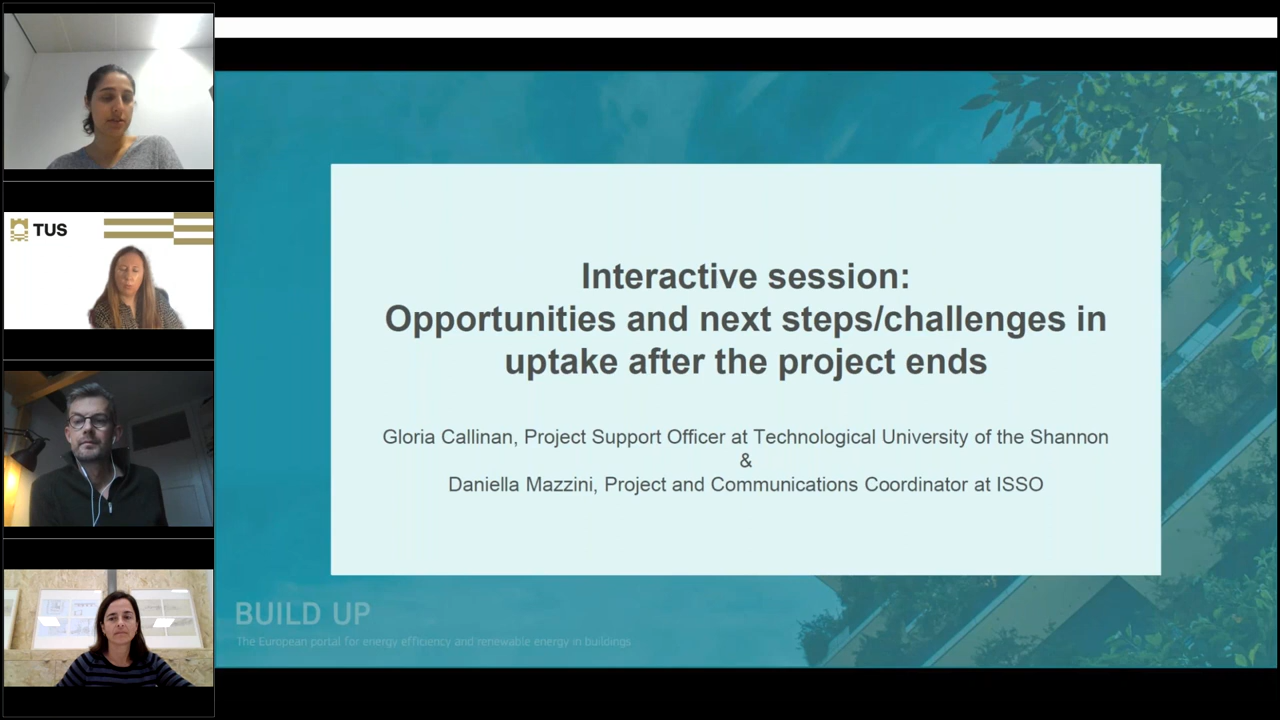 TUS
Interactive session:
Opportunities and next steps/challenges in
uptake after the project ends
Gloria Callinan, Project Support Officer at Technological University of the Shannon
&
Daniella Mazzini, Project and Communications Coordinator at ISSO
BUILD UP
The European portal for energy efficiency and renewable energy in buildings